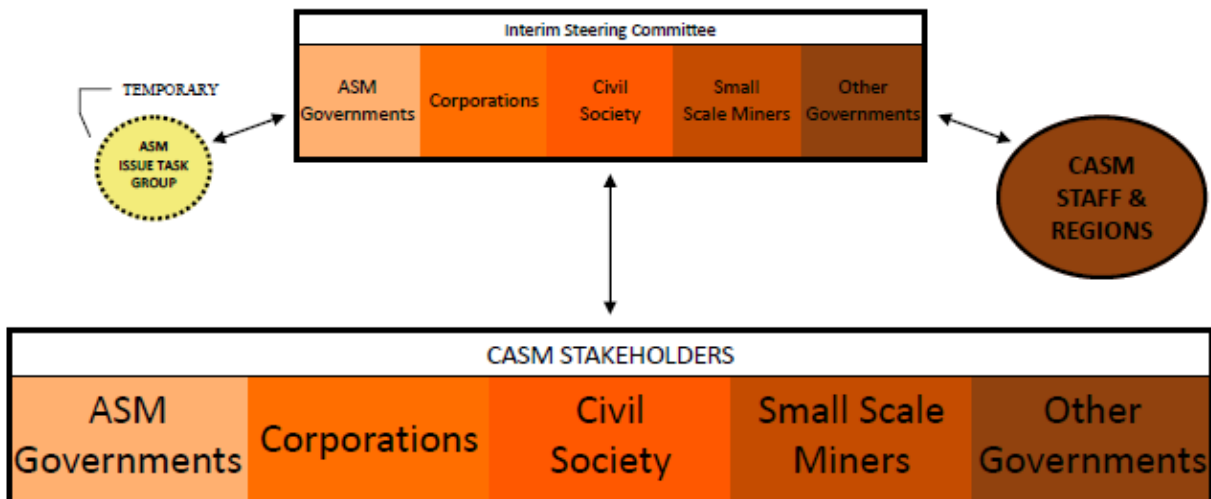 Interim Steering Committee
ASM
Governments
Corporations
Civil
Society
Small
Scale Miners
Other
Governments
TEMPORARY
ASM
ISSUE TASK
GROUP
CASM
STAFF &
REGIONS
CASM STAKEHOLDERS
ASM
Governments
Corporations
Civil
Society
Small Scale
Miners
Other
Governments